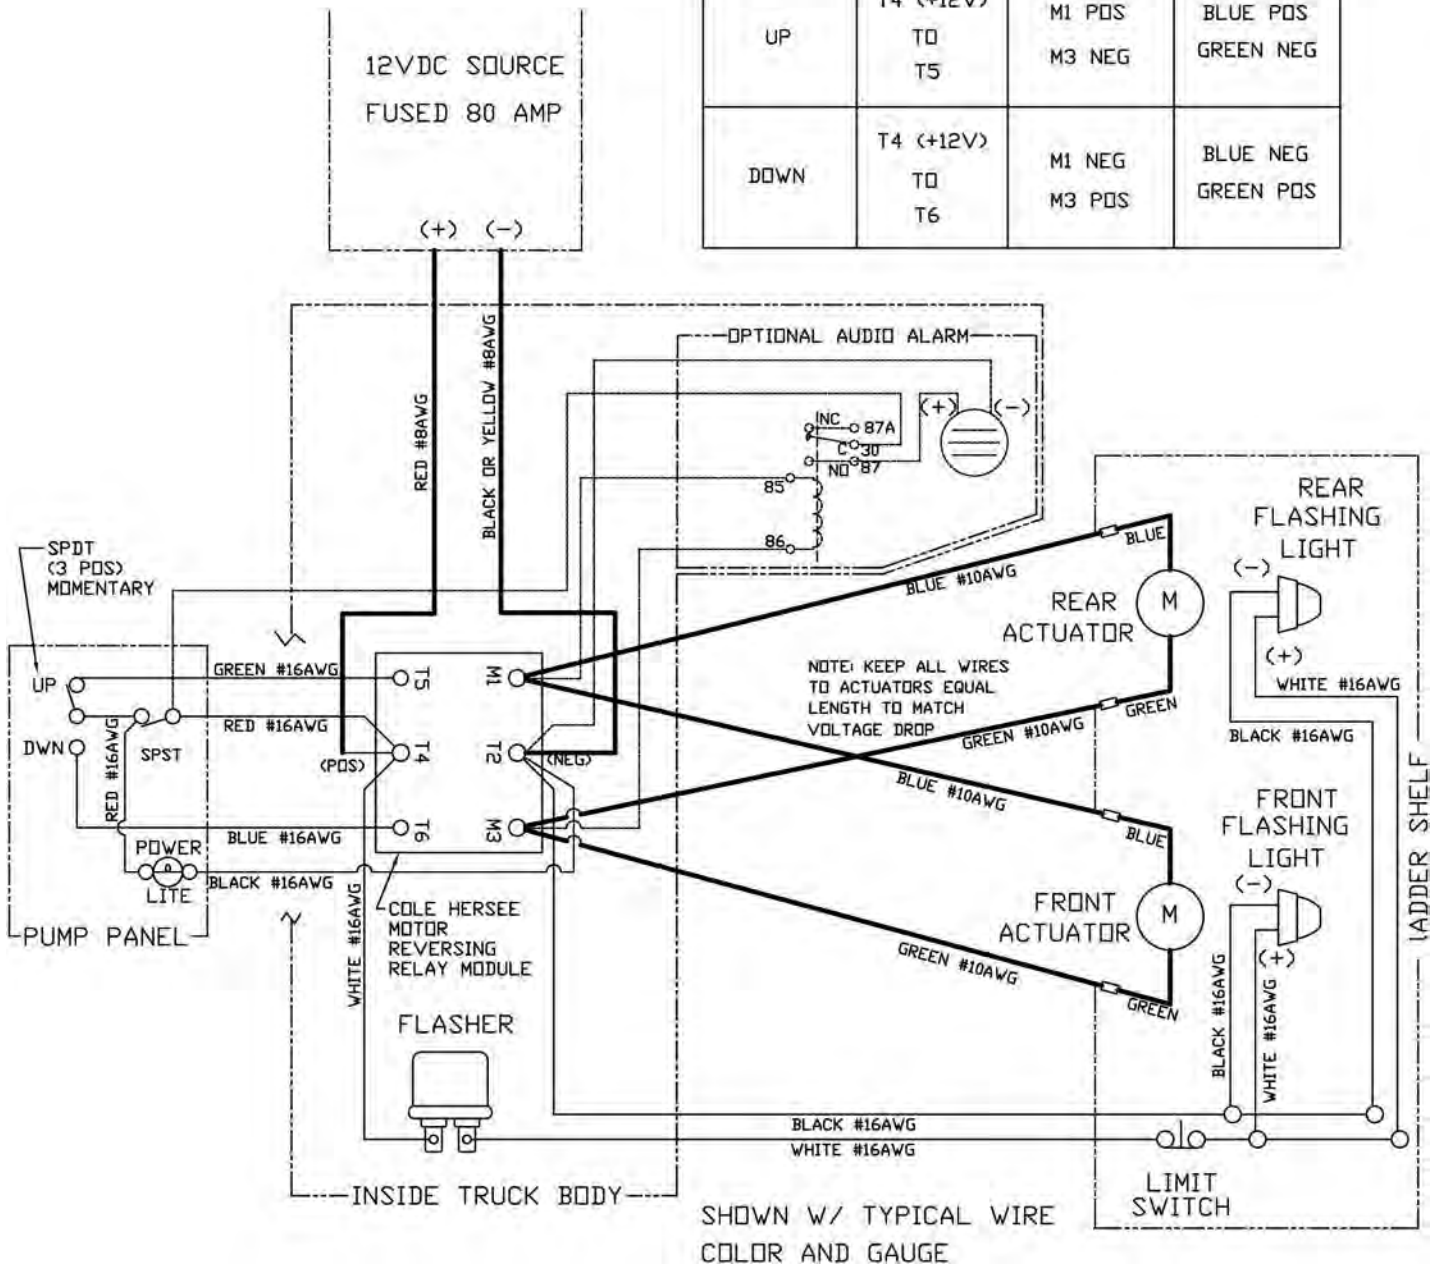 T4 (+12V)
M1 POS
BLUE POS
UP
TO
M3 NEG
GREEN NEG
T5
T4 (+12V)
M1 NEG
BLUE NEG
DOWN
TO
M3 POS
GREEN POS
T6
12VDC SOURCE
FUSED 80 AMP
(+)
(-)
RED #8AWG
BLACK OR YELLOW #8AWG
OPTIONAL AUDIO ALARM
(+)
(-)
NC
87A
C
30
NO
87
85
86
SPDT
(3 POS)
MOMENTARY
UP
DWN
SPST
RED #16AWG
POWER
LITE
PUMP PANEL
GREEN #16AWG
RED #16AWG
BLUE #16AWG
BLACK #16AWG
WHITE #16AWG
T5
M1
T4
T2
T6
M3
(POS)
(NEG)
COLE HERSEE
MOTOR
REVERSING
RELAY MODULE
FLASHER
INSIDE TRUCK BODY
NOTE: KEEP ALL WIRES
TO ACTUATORS EQUAL
LENGTH TO MATCH
VOLTAGE DROP
BLUE #10AWG
GREEN #10AWG
BLUE #10AWG
GREEN #10AWG
BLUE
GREEN
BLUE
GREEN
REAR
ACTUATOR
M
FRONT
ACTUATOR
M
REAR
FLASHING
LIGHT
(-)
(+)
WHITE #16AWG
BLACK #16AWG
FRONT
FLASHING
LIGHT
(-)
(+)
BLACK #16AWG
WHITE #16AWG
LADDER SHELF
BLACK #16AWG
WHITE #16AWG
LIMIT
SWITCH
SHOWN W/ TYPICAL WIRE
COLOR AND GAUGE